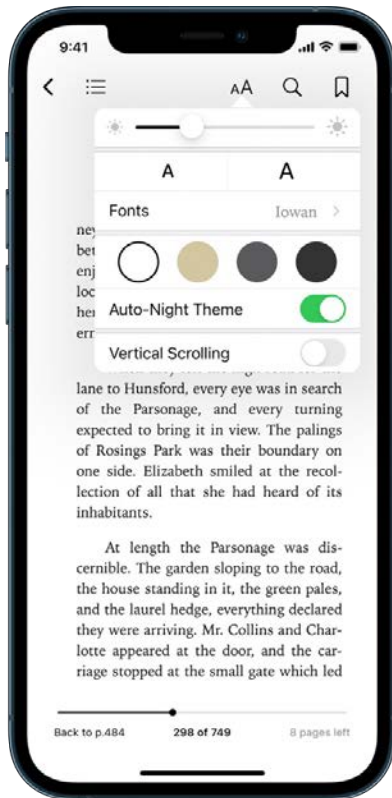 9:41
AA
A A
Fonts Iowan
Auto-Night Theme
Vertical Scrolling
lane to Hunsford, every eye was in search
of the Parsonage, and every turning
expected to bring it in view. The palings
of Rosings Park was their boundary on
one side. Elizabeth smiled at the recol-
lection of all that she had heard of its
inhabitants.
At length the Parsonage was dis-
cernible. The garden sloping to the road,
the house standing in it, the green pales,
and the laurel hedge, everything declared
they were arriving. Mr. Collins and Char-
lotte appeared at the door, and the car-
riage stopped at the small gate which led
Back to p.484 298 of 749 8 pages left